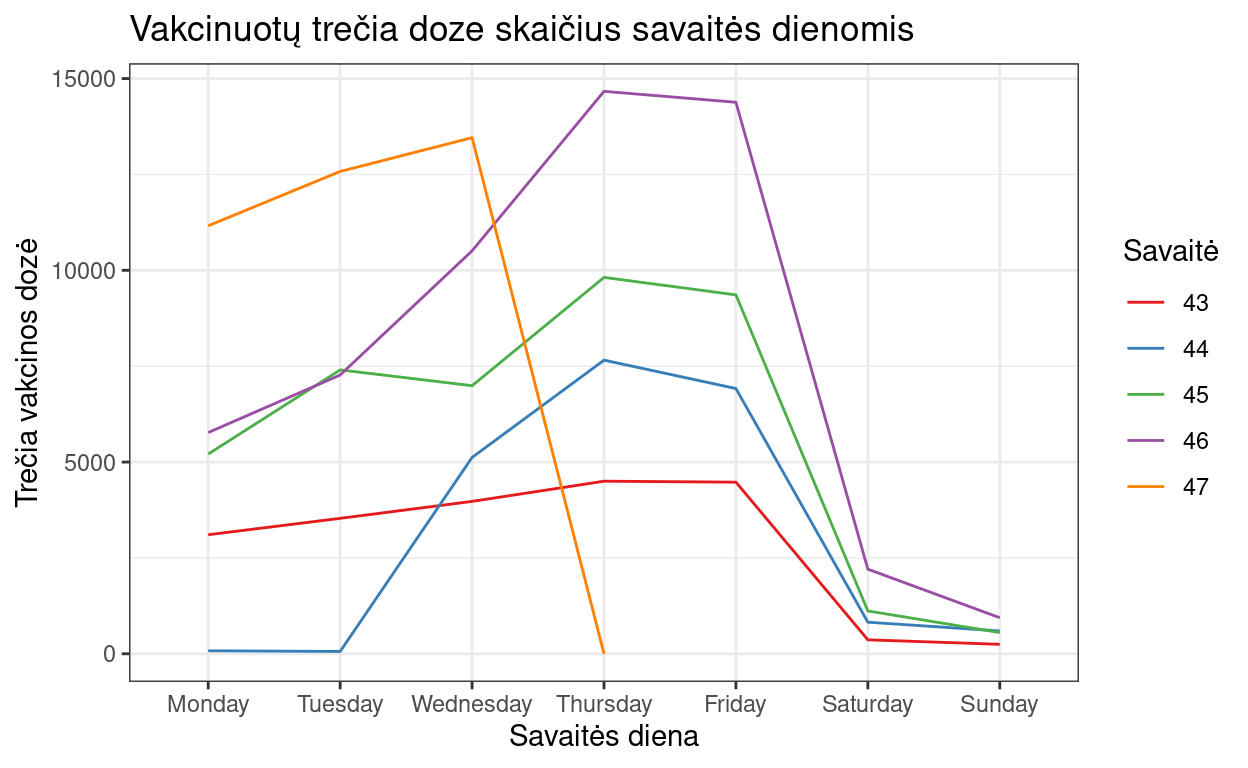 Vakcinuotų trečia doze skaičius savaitės dienomis
Trečia vakcinos dozė
15000
10000
5000
0
Monday Tuesday Wednesday Thursday Friday Saturday Sunday
Savaitės diena
Savaitė
43
44
45
46
47